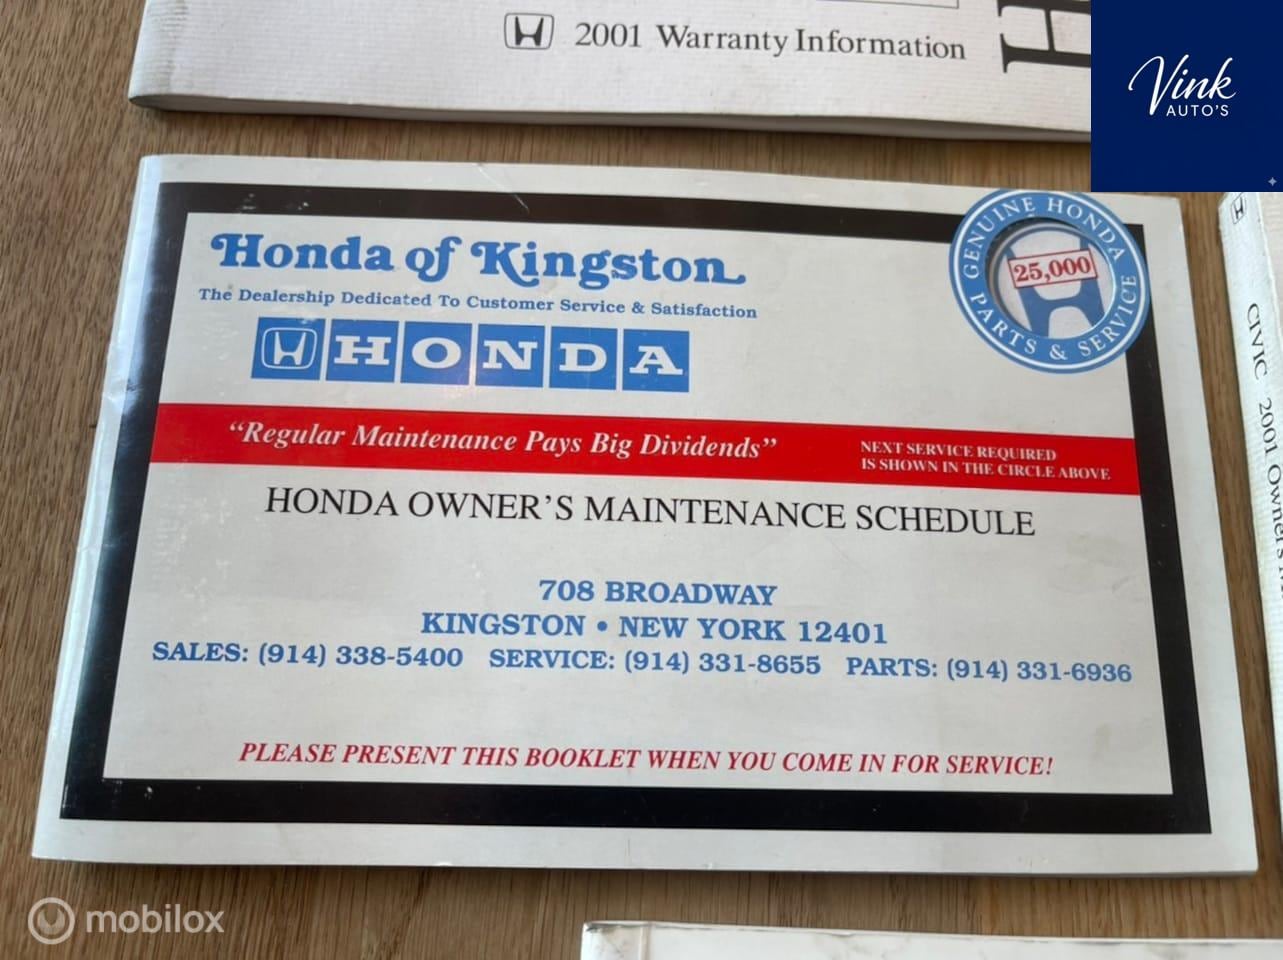 2001 Warranty Information
Vink
AUTO'S
GENUINE HONDA
PARTS & SERVICE
25,000
Honda of Kingston
The Dealership Dedicated To Customer Service & Satisfaction
HONDA
"Regular Maintenance Pays Big Dividends"
NEXT SERVICE REQUIRED
IS SHOWN IN THE CIRCLE ABOVE
HONDA OWNER'S MAINTENANCE SCHEDULE
708 BROADWAY
KINGSTON • NEW YORK 12401
SALES: (914) 338-5400 SERVICE: (914) 331-8655 PARTS: (914) 331-6936
PLEASE PRESENT THIS BOOKLET WHEN YOU COME IN FOR SERVICE!
CIVIC 2001 Owner's
mobilox